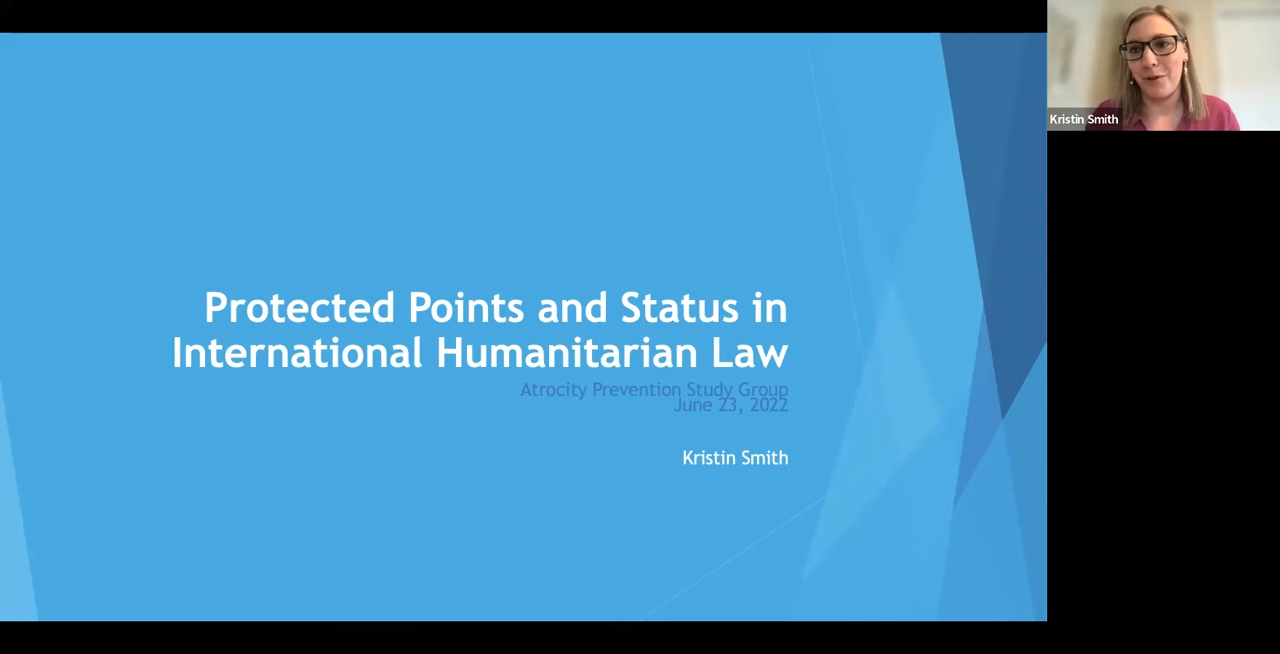 Protected Points and Status in
International Humanitarian Law
Atrocity Prevention Study Group
June 23, 2022
Kristin Smith
Kristin Smith